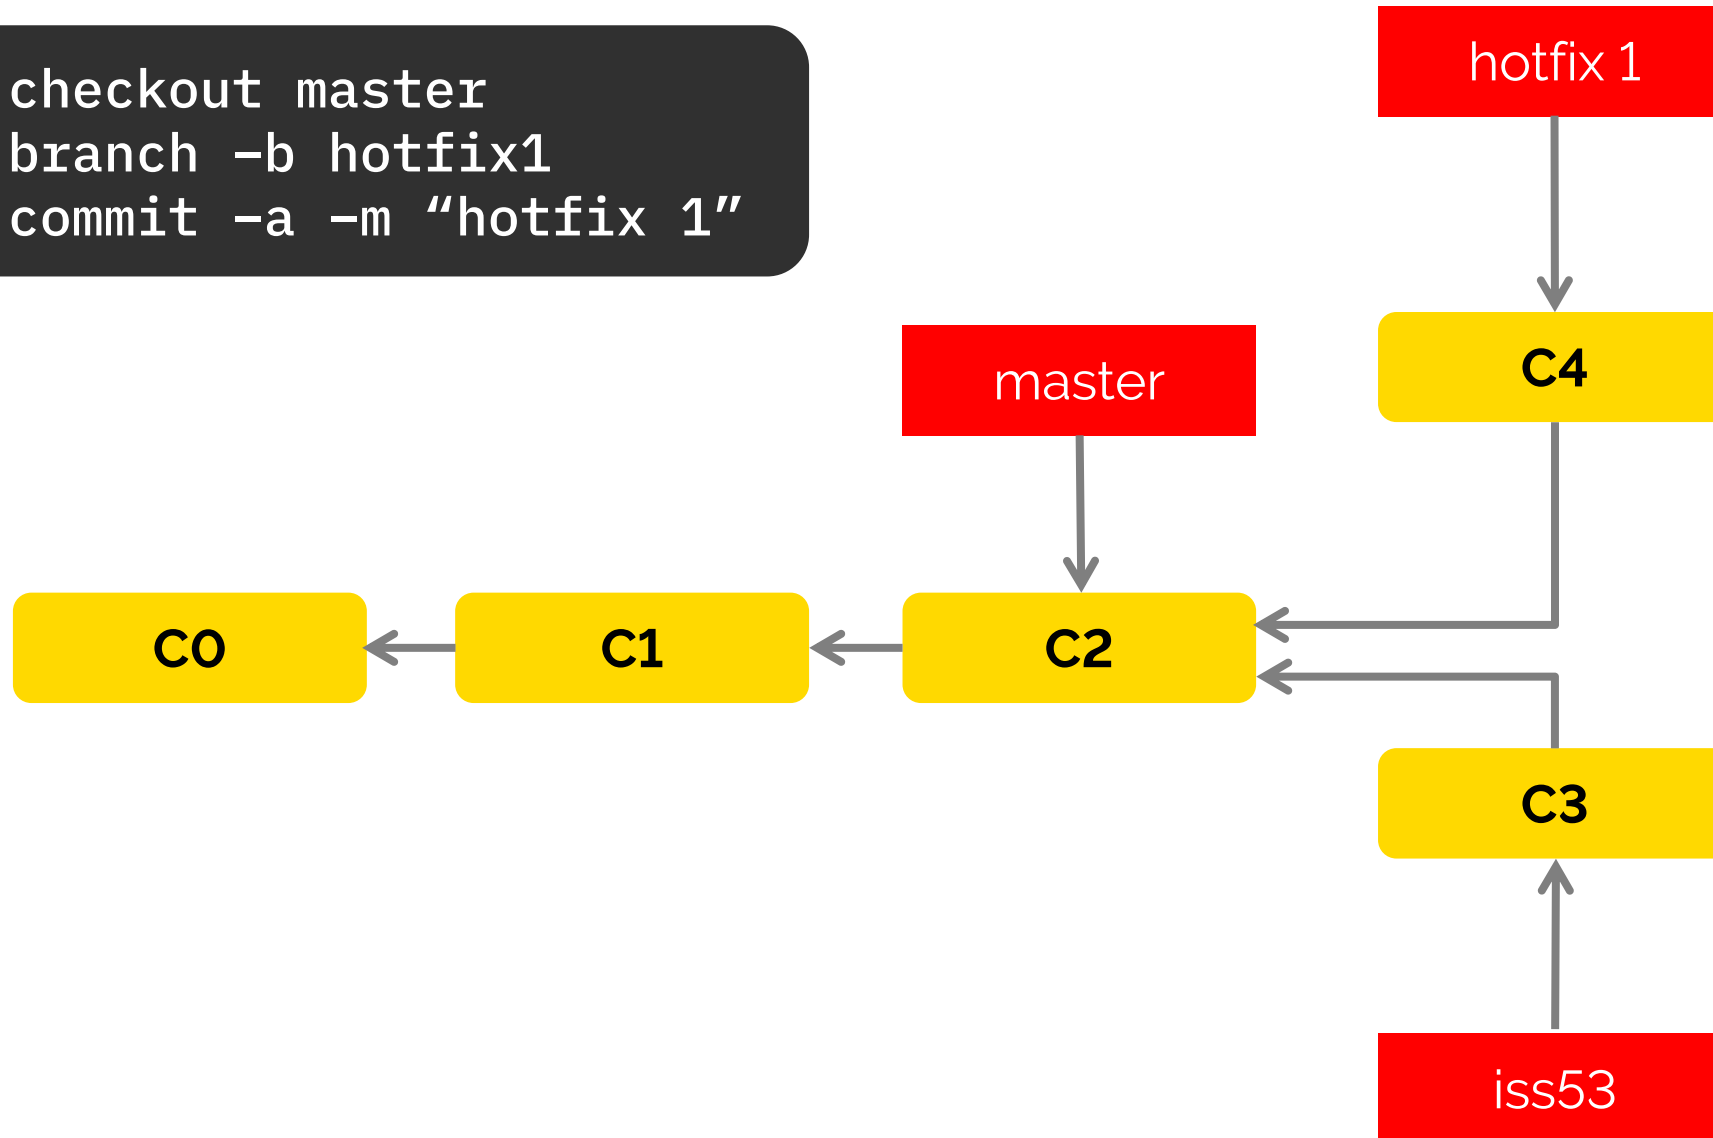 checkout master
branch –b hotfix1
commit –a –m “hotfix 1”
hotfix 1
C4
master
C0
C1
C2
C3
iss53